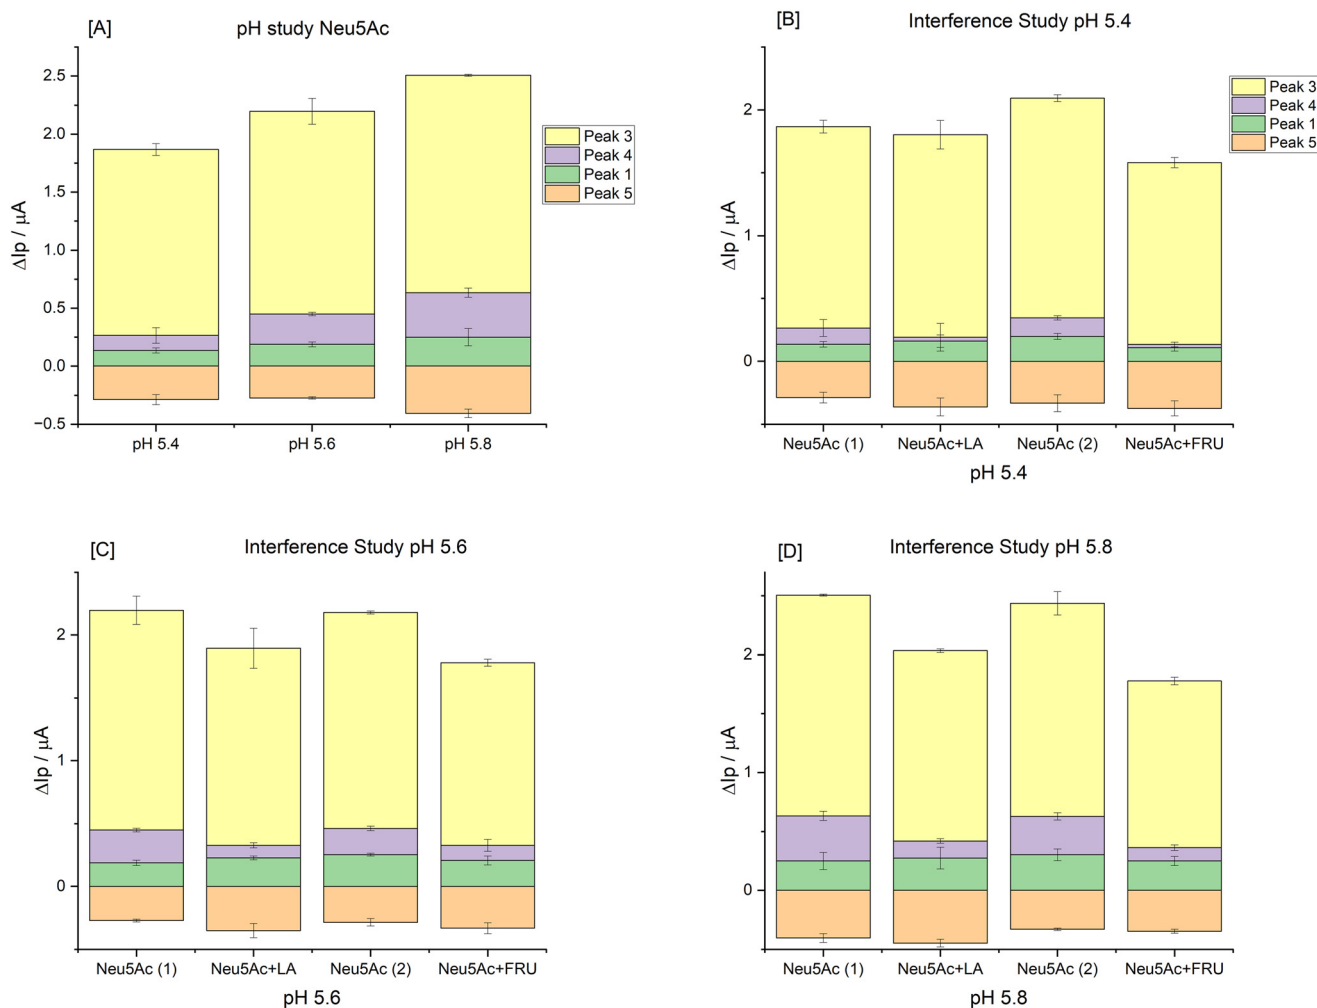 [A]
pH study Neu5Ac
2.5
2.0
1.5
1.0
0.5
0.0
−0.5
ΔIp / μA
Peak 3
Peak 4
Peak 1
Peak 5
pH 5.4 pH 5.6 pH 5.8
[B]
Interference Study pH 5.4
2
1
0
ΔIp / μA
Peak 3
Peak 4
Peak 1
Peak 5
Neu5Ac (1) Neu5Ac+LA Neu5Ac (2) Neu5Ac+FRU
pH 5.4
[C]
Interference Study pH 5.6
2
1
0
ΔIp / μA
Neu5Ac (1) Neu5Ac+LA Neu5Ac (2) Neu5Ac+FRU
pH 5.6
[D]
Interference Study pH 5.8
2
1
0
ΔIp / μA
Neu5Ac (1) Neu5Ac+LA Neu5Ac (2) Neu5Ac+FRU
pH 5.8